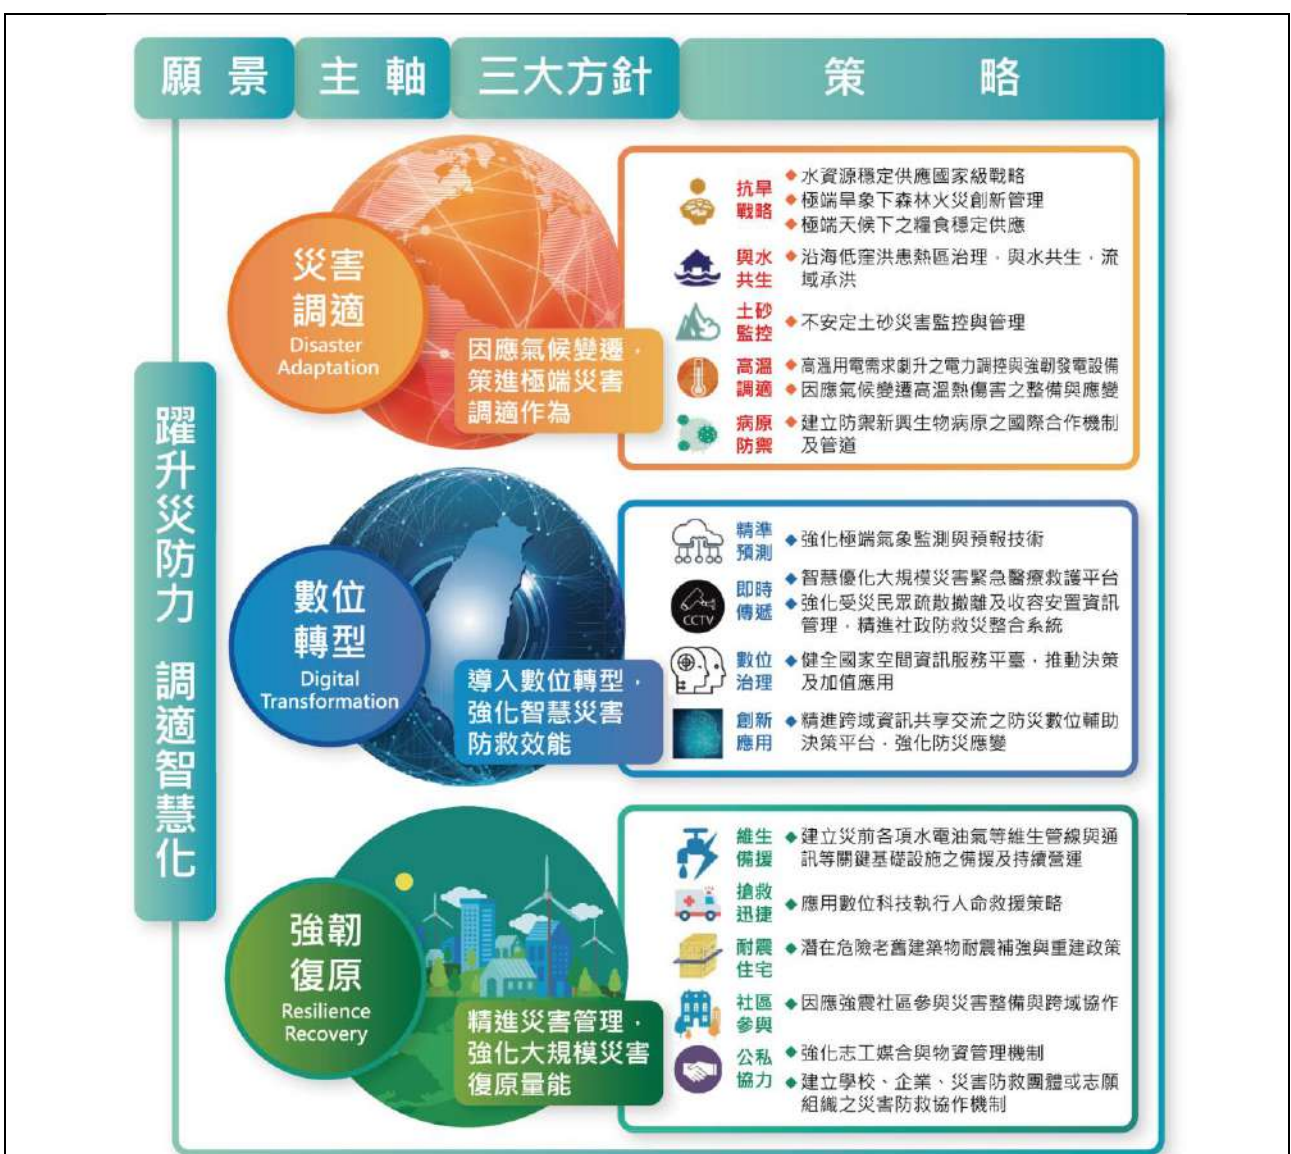 願景
主軸
三大方針
策略
躍升災防力 調適智慧化
災害
調適
Disaster
Adaptation
因應氣候變遷，
策進極端災害
調適作為
抗旱
戰略
◆水資源穩定供應國家級戰略
◆極端旱象下森林火災創新管理
◆極端天候下之糧食穩定供應
與水
共生
◆沿海低窪洪患熱區治理，與水共生，流
域承洪
土砂
監控
◆不安定土砂災害監控與管理
高溫
調適
◆高溫用電需求劇升之電力調控與強韌發電設備
◆因應氣候變遷高溫熱傷害之整備與應變
病原
防禦
◆建立防禦新興生物病原之國際合作機制
及管道
數位
轉型
Digital
Transformation
導入數位轉型，
強化智慧災害
防救效能
精準
預測
◆強化極端氣象監測與預報技術
CCTV
即時
傳遞
◆智慧優化大規模災害緊急醫療救護平台
◆強化受災民眾疏散撤離及收容安置資訊
管理，精進社政防救災整合系統
數位
治理
◆健全國家空間資訊服務平臺，推動決策
及加值應用
創新
應用
◆精進跨域資訊共享交流之防災數位輔助
決策平台，強化防災應變
強韌
復原
Resilience
Recovery
精進災害管理，
強化大規模災害
復原量能
維生
備援
◆建立災前各項水電油氣等維生管線與通
訊等關鍵基礎設施之備援及持續營運
搶救
迅捷
◆應用數位科技執行人命救援策略
耐震
住宅
◆潛在危險老舊建築物耐震補強與重建政策
社區
參與
◆因應強震社區參與災害整備與跨域協作
公私
協力
◆強化志工媒合與物資管理機制
◆建立學校、企業、災害防救團體或志願
組織之災害防救協作機制